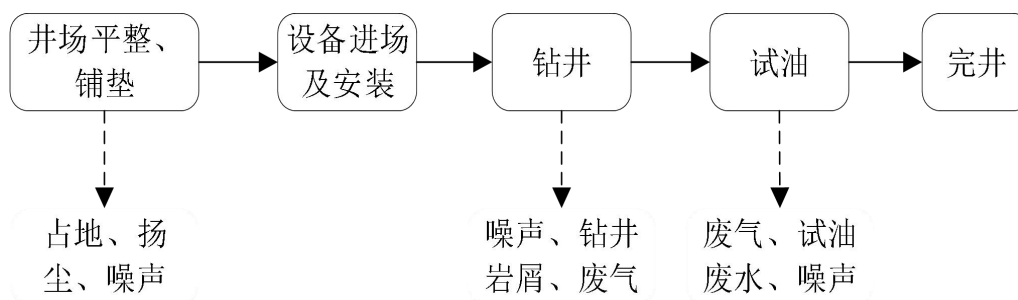 井场平整、
铺垫
设备进场
及安装
钻井
试油
完井
占地、扬
尘、噪声
噪声、钻井
岩屑、废气
废气、试油
废水、噪声